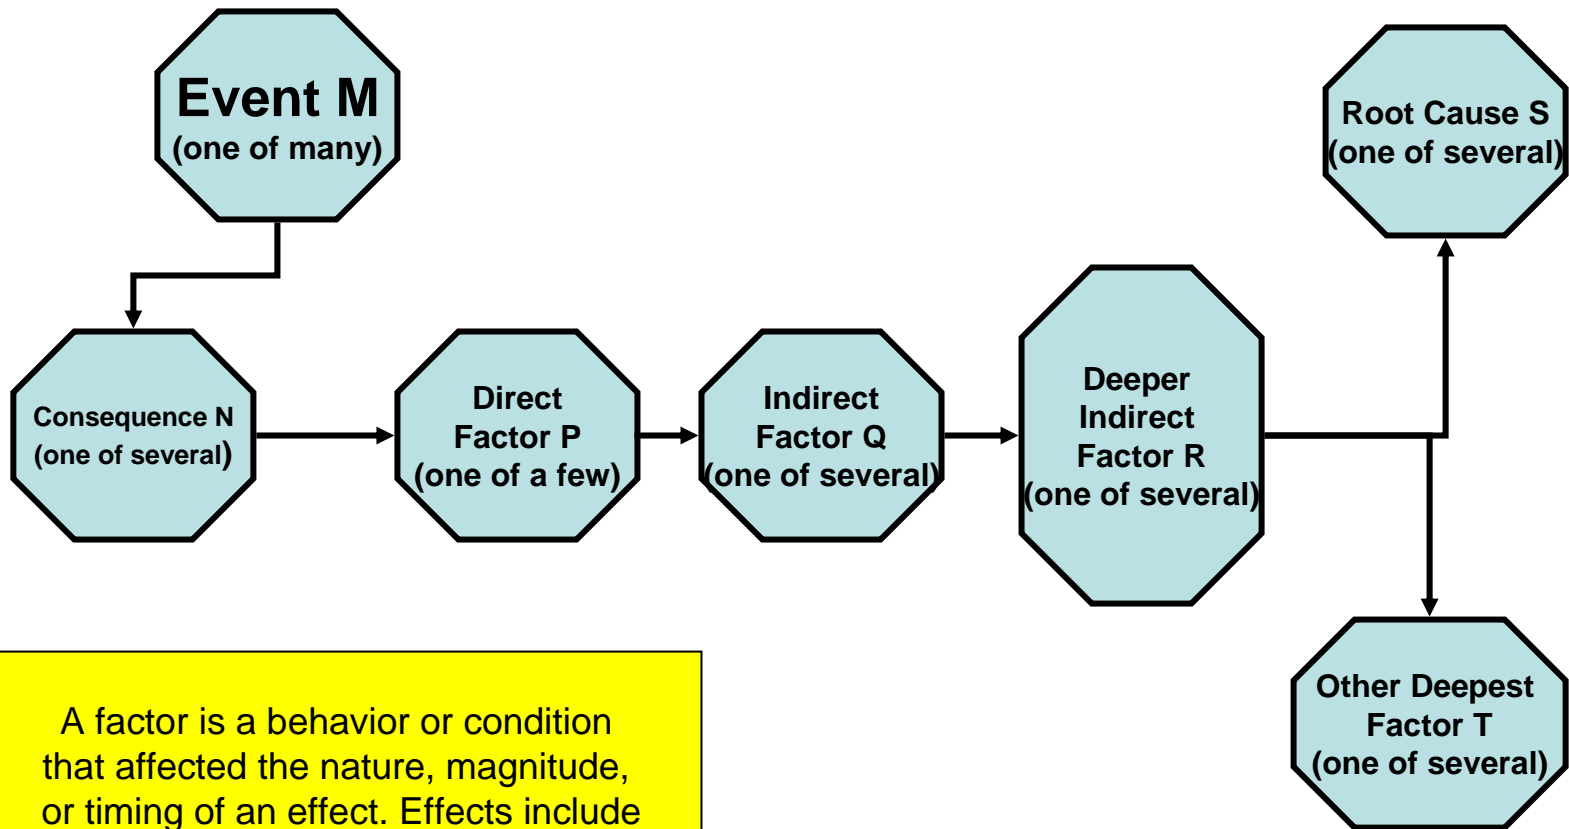 Event M
(one of many)
Root Cause S
(one of several)
Consequence N
(one of several)
Direct
Factor P
(one of a few)
Indirect
Factor Q
(one of several)
Deeper
Indirect
Factor R
(one of several)
Other Deepest
Factor T
(one of several)
A factor is a behavior or condition
that affected the nature, magnitude,
or timing of an effect. Effects include